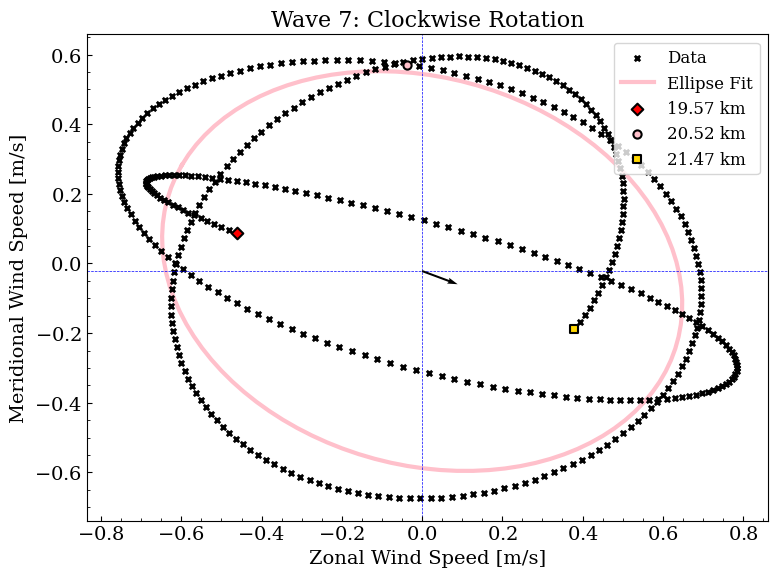 Wave 7: Clockwise Rotation
Data
Ellipse Fit
19.57 km
20.52 km
21.47 km
Meridional Wind Speed [m/s]
0.6
0.4
0.2
0.0
−0.2
−0.4
−0.6
−0.8 −0.6 −0.4 −0.2 0.0 0.2 0.4 0.6 0.8
Zonal Wind Speed [m/s]